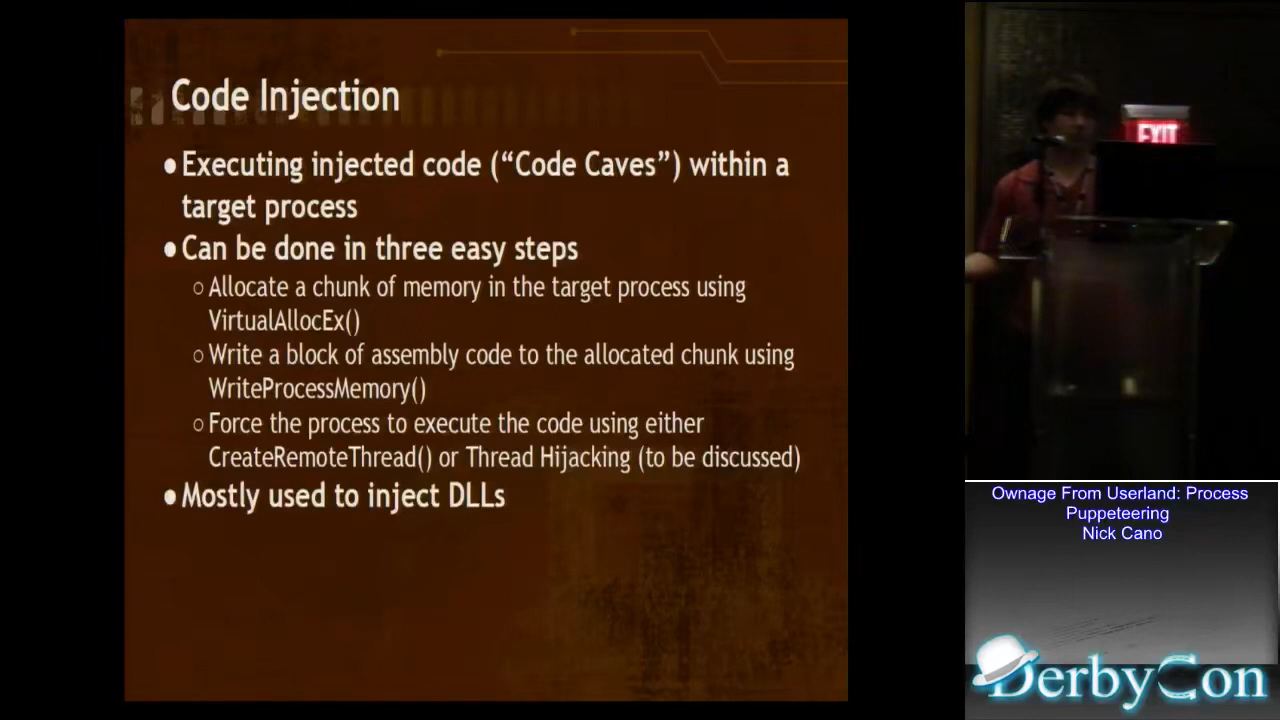 Code Injection
●Executing injected code (“Code Caves”) within a
target process
●Can be done in three easy steps
○Allocate a chunk of memory in the target process using
VirtualAllocEx()
○Write a block of assembly code to the allocated chunk using
WriteProcessMemory()
○Force the process to execute the code using either
CreateRemoteThread() or Thread Hijacking (to be discussed)
●Mostly used to inject DLLs
EXIT
Ownage From Userland: Process
Puppeteering
Nick Cano
DerbyCon